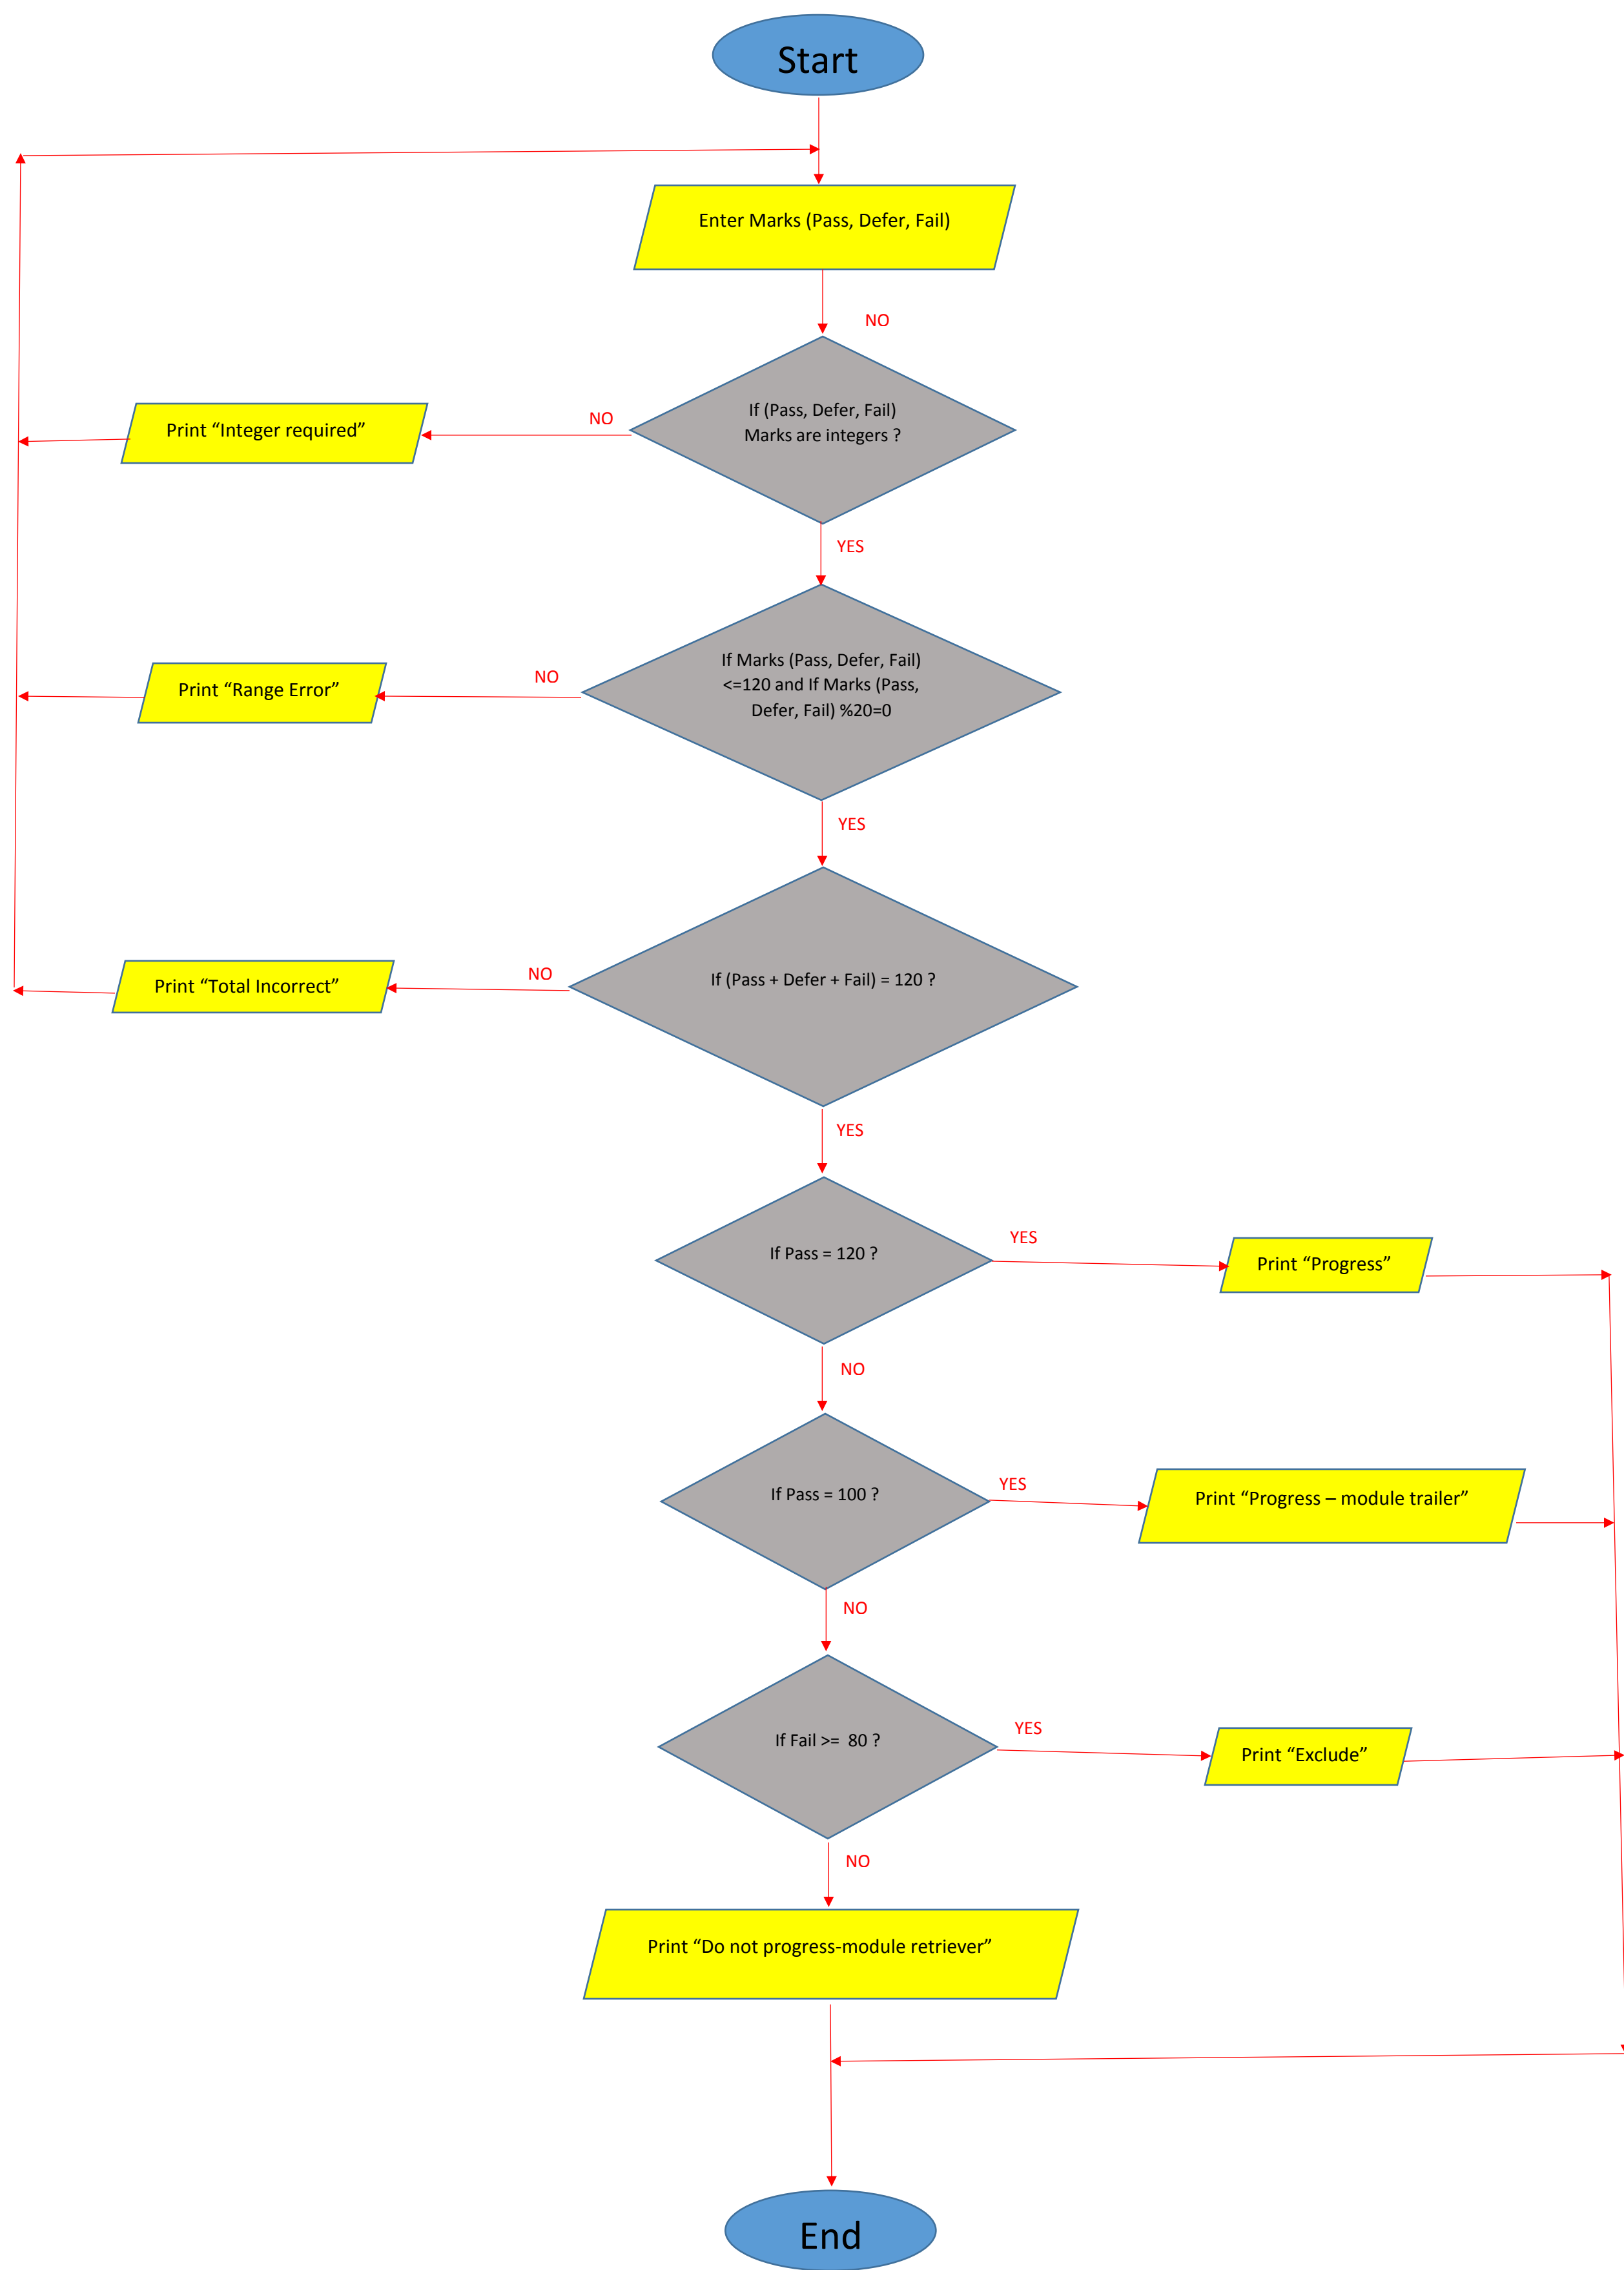 Start
Enter Marks (Pass, Defer, Fail)
NO
If (Pass, Defer, Fail)
Marks are integers ?
NO
Print “Integer required”
YES
If Marks (Pass, Defer, Fail)
<=120 and If Marks (Pass,
Defer, Fail) %20=0
NO
Print “Range Error”
YES
If (Pass + Defer + Fail) = 120 ?
NO
Print “Total Incorrect”
YES
If Pass = 120 ?
YES
Print “Progress”
NO
If Pass = 100 ?
YES
Print “Progress – module trailer”
NO
If Fail >=  80 ?
YES
Print “Exclude”
NO
Print “Do not progress-module retriever”
End